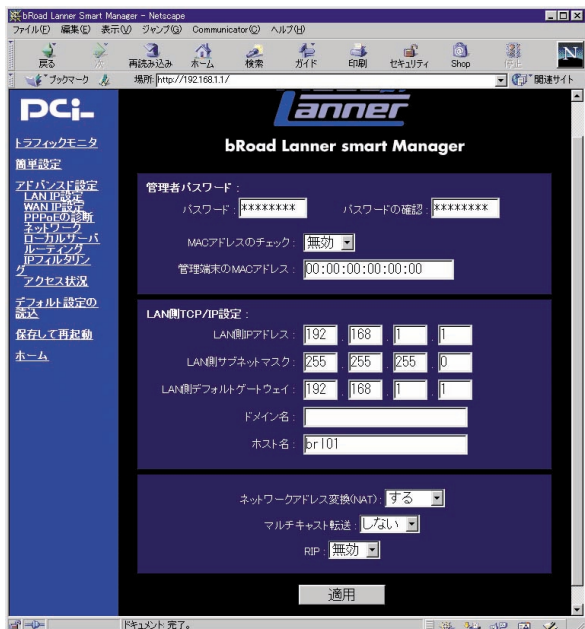 bRoad Lanner Smart Manager - Netscape
ファイル(F) 編集(E) 表示(V) ジャンプ(G) Communicator(C) ヘルプ(H)
戻る 再読み込み ホーム 検索 ガイド 印刷 セキュリティ Shop 停止
ブックマーク 場所: http://192.168.1.1/ 関連サイト
PCi
Lanner
bRoad Lanner smart Manager
トラフィックモニタ
簡単設定
アドバンスド設定
LAN IP設定
WAN IP設定
PPPoEの診断
ネットワーク
ローカルサーバ
ルーティング
IPフィルタリン
グ
アクセス状況
デフォルト設定の
読込
保存して再起動
ホーム
管理者パスワード :
パスワード : ******** パスワードの確認 : ********
MACアドレスのチェック : 無効
管理端末のMACアドレス : 00:00:00:00:00:00
LAN側TCP/IP設定 :
LAN側IPアドレス : 192 . 168 . 1 . 1
LAN側サブネットマスク : 255 . 255 . 255 . 0
LAN側デフォルトゲートウェイ : 192 . 168 . 1 . 1
ドメイン名 :
ホスト名 : brl01
ネットワークアドレス変換(NAT) : する
マルチキャスト転送 : しない
RIP : 無効
適用
ドキュメント: 完了。